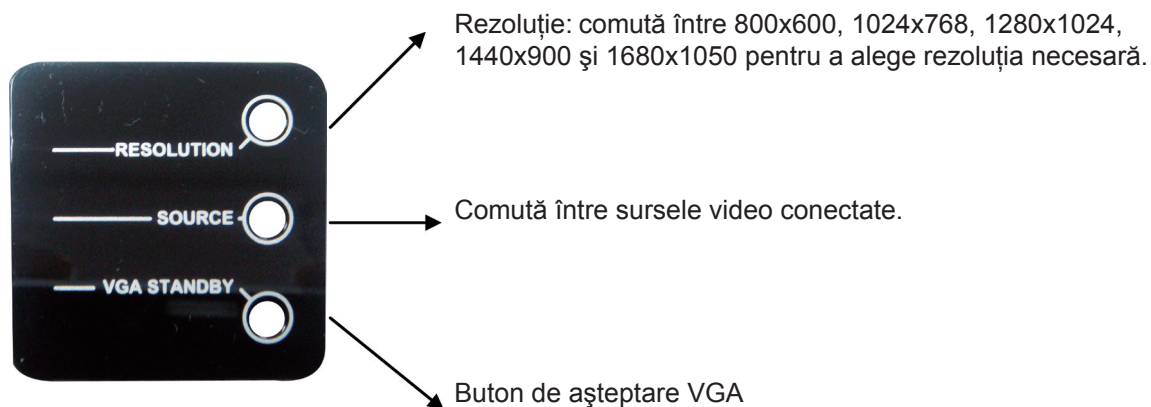 Rezoluție: comută între 800x600, 1024x768, 1280x1024,
1440x900 şi 1680x1050 pentru a alege rezoluția necesară.
RESOLUTION
SOURCE
Comută între sursele video conectate.
VGA STANDBY
Buton de aşteptare VGA